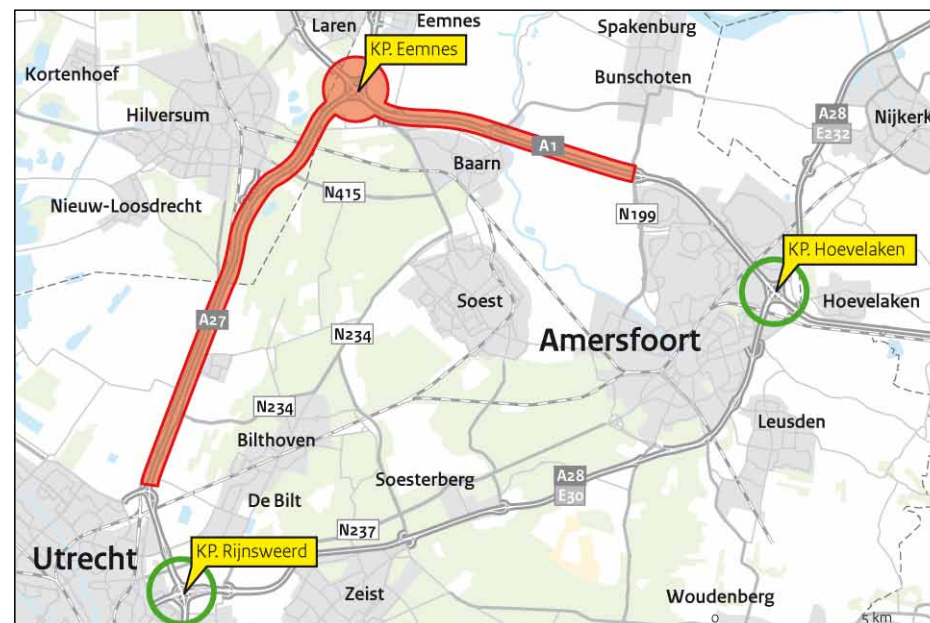 Laren
Eemnes
Spakenburg
KP. Eemnes
Kortenhoef
Bunschoten
A28
E232
Nijkerk
Hilversum
A1
Baarn
N415
Nieuw-Loosdrecht
N199
KP. Hoevelaken
Soest
Hoevelaken
A27
N234
Amersfoort
N234
Bilthoven
Leusden
Soesterberg
A28
E30
De Bilt
N237
Utrecht
KP. Rijnsweerd
Zeist
Woudenberg
0
5 km